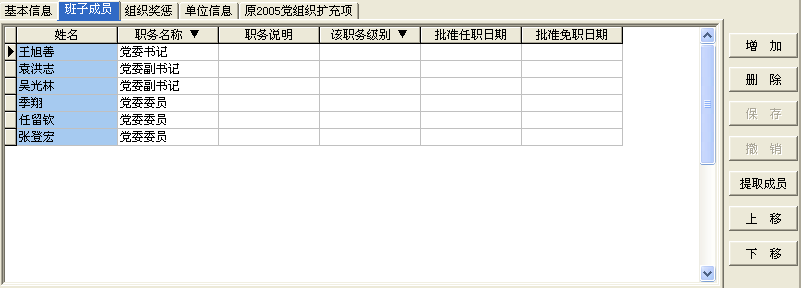 基本信息 班子成员 组织奖惩 单位信息 原2005党组织扩充项
姓名 职务名称 ▼ 职务说明 该职务级别 ▼ 批准任职日期 批准免职日期
王旭善 党委书记
袁洪志 党委副书记
吴光林 党委副书记
季翔 党委委员
任留钦 党委委员
张登宏 党委委员
增 加
删 除
保 存
撤 销
提取成员
上 移
下 移